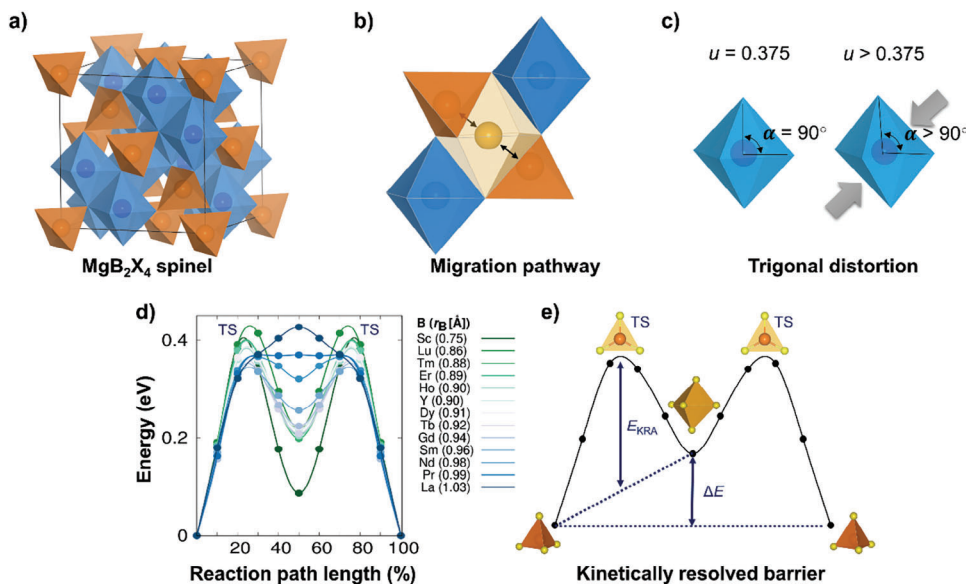 a)
MgB₂X₄ spinel
b)
Migration pathway
c)
u = 0.375
u > 0.375
α = 90°
α > 90°
Trigonal distortion
d)
TS
TS
0.4
0.2
0
Energy (eV)
20 40 60 80 100
Reaction path length (%)
B (r_B [Å])
Sc (0.75)
Lu (0.86)
Tm (0.88)
Er (0.89)
Ho (0.90)
Y (0.90)
Dy (0.91)
Tb (0.92)
Gd (0.94)
Sm (0.96)
Nd (0.98)
Pr (0.99)
La (1.03)
e)
TS
TS
E_KRA
ΔE
Kinetically resolved barrier